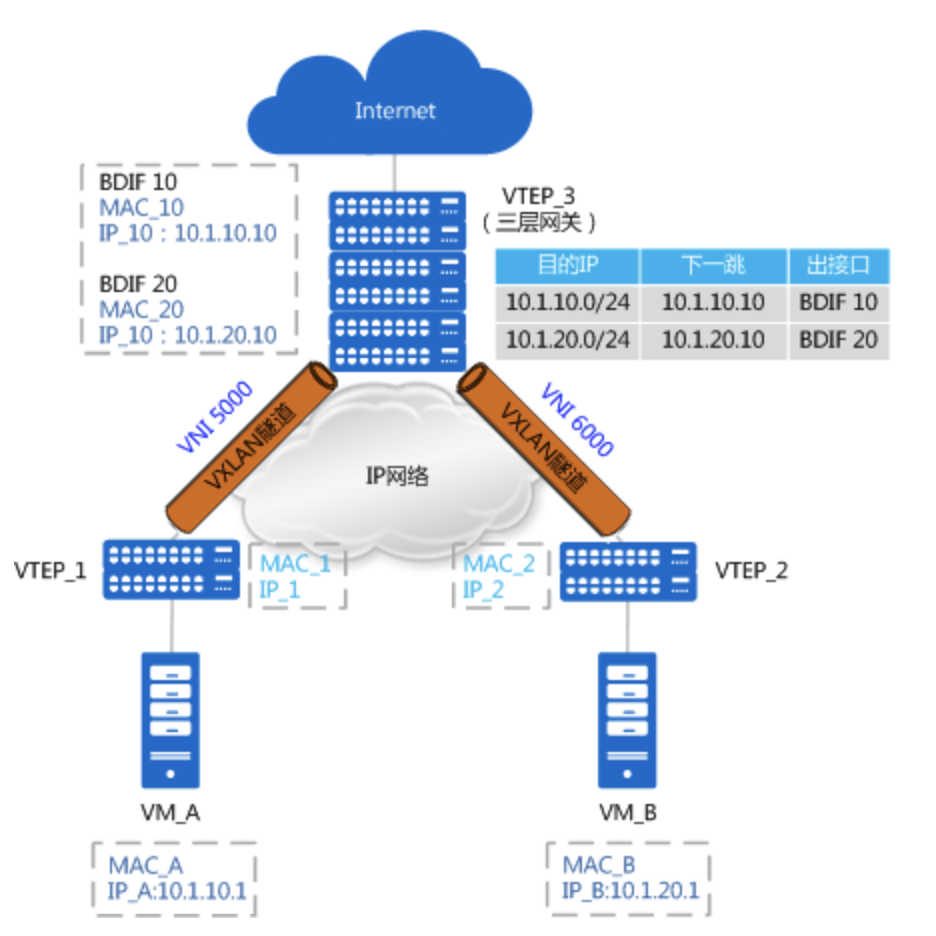 Internet
BDIF 10
MAC_10
IP_10：10.1.10.10
BDIF 20
MAC_20
IP_10：10.1.20.10
VTEP_3
（三层网关）
目的IP 下一跳 出接口
10.1.10.0/24 10.1.10.10 BDIF 10
10.1.20.0/24 10.1.20.10 BDIF 20
VNI 5000
VXLAN隧道
VNI 6000
VXLAN隧道
IP网络
VTEP_1
MAC_1
IP_1
MAC_2
IP_2
VTEP_2
VM_A
VM_B
MAC_A
IP_A:10.1.10.1
MAC_B
IP_B:10.1.20.1